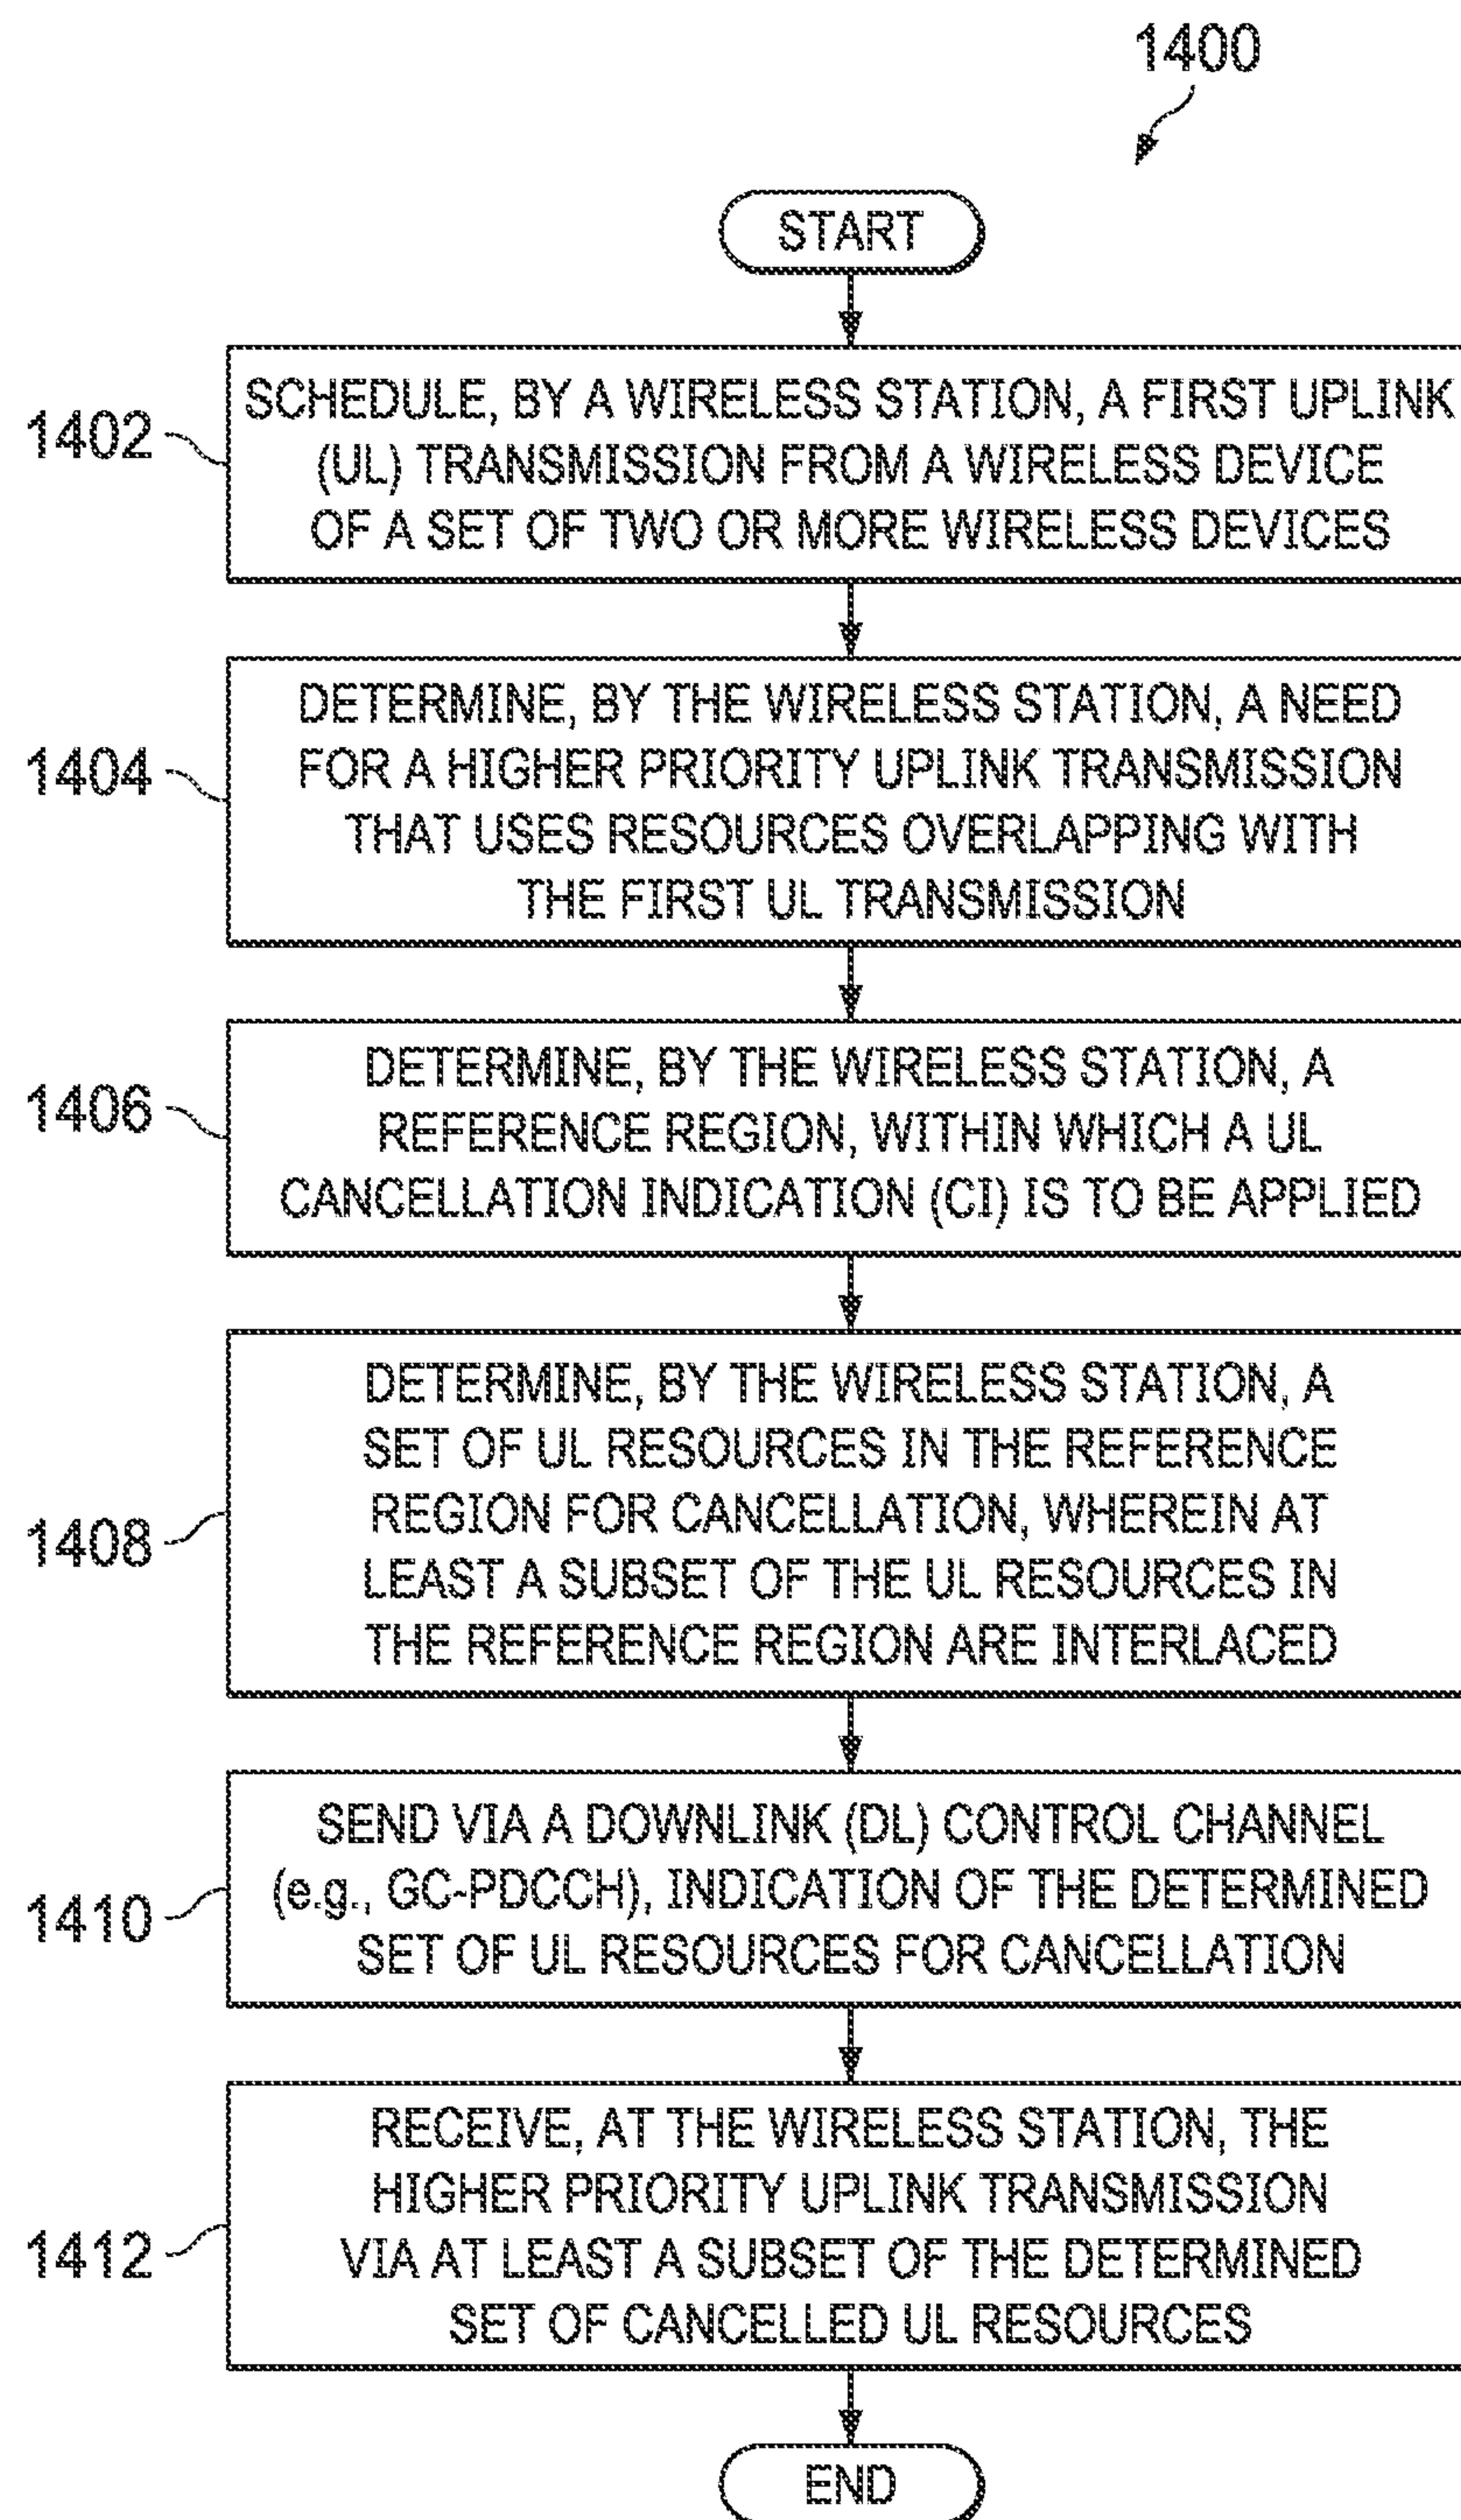 1400
START
1402
SCHEDULE, BY A WIRELESS STATION, A FIRST UPLINK
(UL) TRANSMISSION FROM A WIRELESS DEVICE
OF A SET OF TWO OR MORE WIRELESS DEVICES
1404
DETERMINE, BY THE WIRELESS STATION, A NEED
FOR A HIGHER PRIORITY UPLINK TRANSMISSION
THAT USES RESOURCES OVERLAPPING WITH
THE FIRST UL TRANSMISSION
1406
DETERMINE, BY THE WIRELESS STATION, A
REFERENCE REGION, WITHIN WHICH A UL
CANCELLATION INDICATION (CI) IS TO BE APPLIED
1408
DETERMINE, BY THE WIRELESS STATION, A
SET OF UL RESOURCES IN THE REFERENCE
REGION FOR CANCELLATION, WHEREIN AT
LEAST A SUBSET OF THE UL RESOURCES IN
THE REFERENCE REGION ARE INTERLACED
1410
SEND VIA A DOWNLINK (DL) CONTROL CHANNEL
(e.g., GC-PDCCH), INDICATION OF THE DETERMINED
SET OF UL RESOURCES FOR CANCELLATION
1412
RECEIVE, AT THE WIRELESS STATION, THE
HIGHER PRIORITY UPLINK TRANSMISSION
VIA AT LEAST A SUBSET OF THE DETERMINED
SET OF CANCELLED UL RESOURCES
END